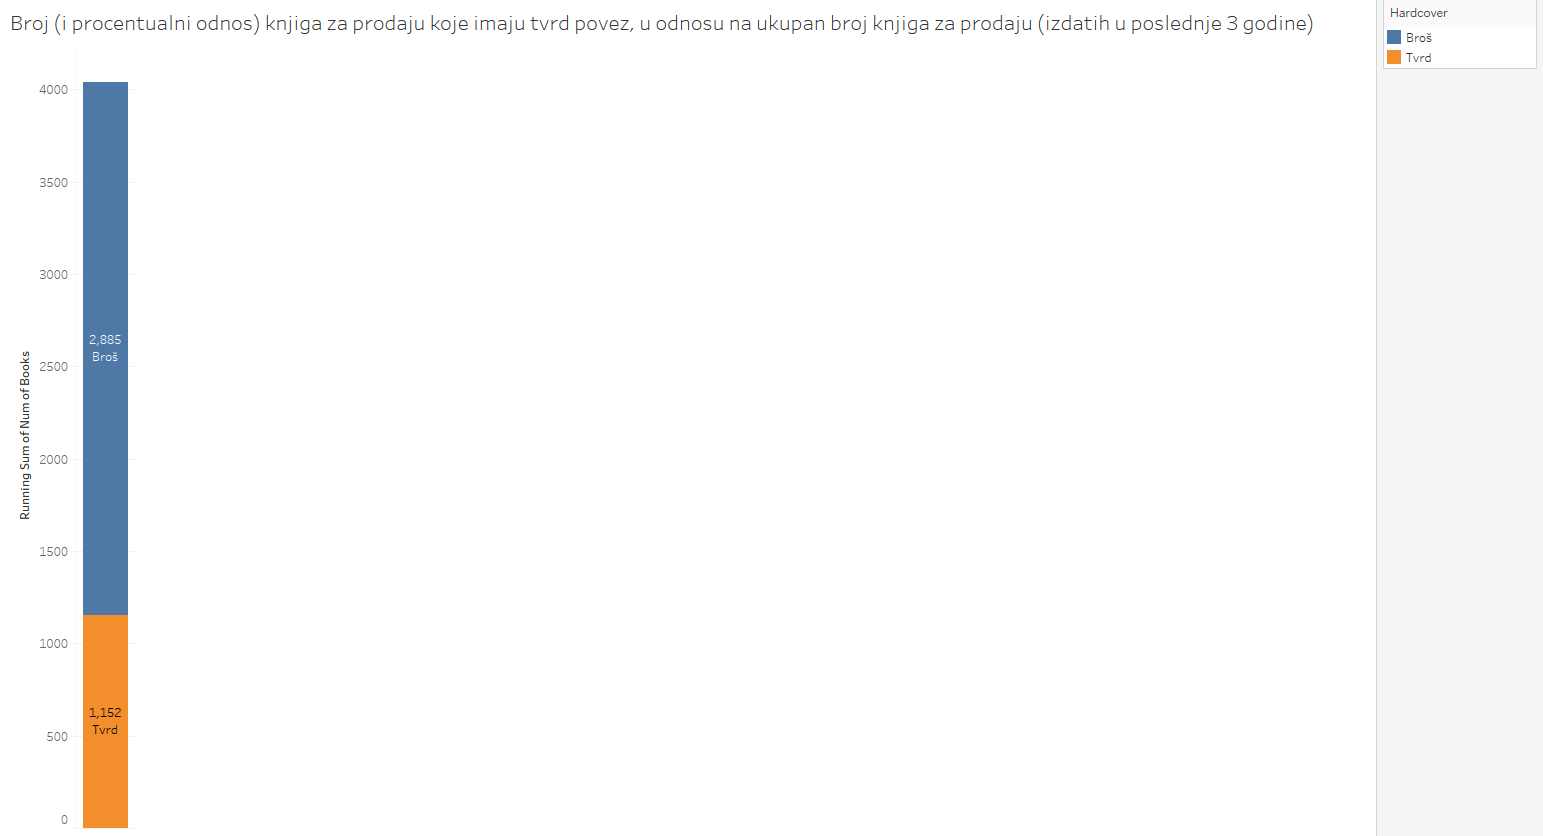 Broj (i procentualni odnos) knjiga za prodaju koje imaju tvrd povez, u odnosu na ukupan broj knjiga za prodaju (izdatih u poslednje 3 godine)
Hardcover
Broš
Tvrd
Running Sum of Num of Books
4000
3500
3000
2500
2000
1500
1000
500
0
2,885
Broš
1,152
Tvrd